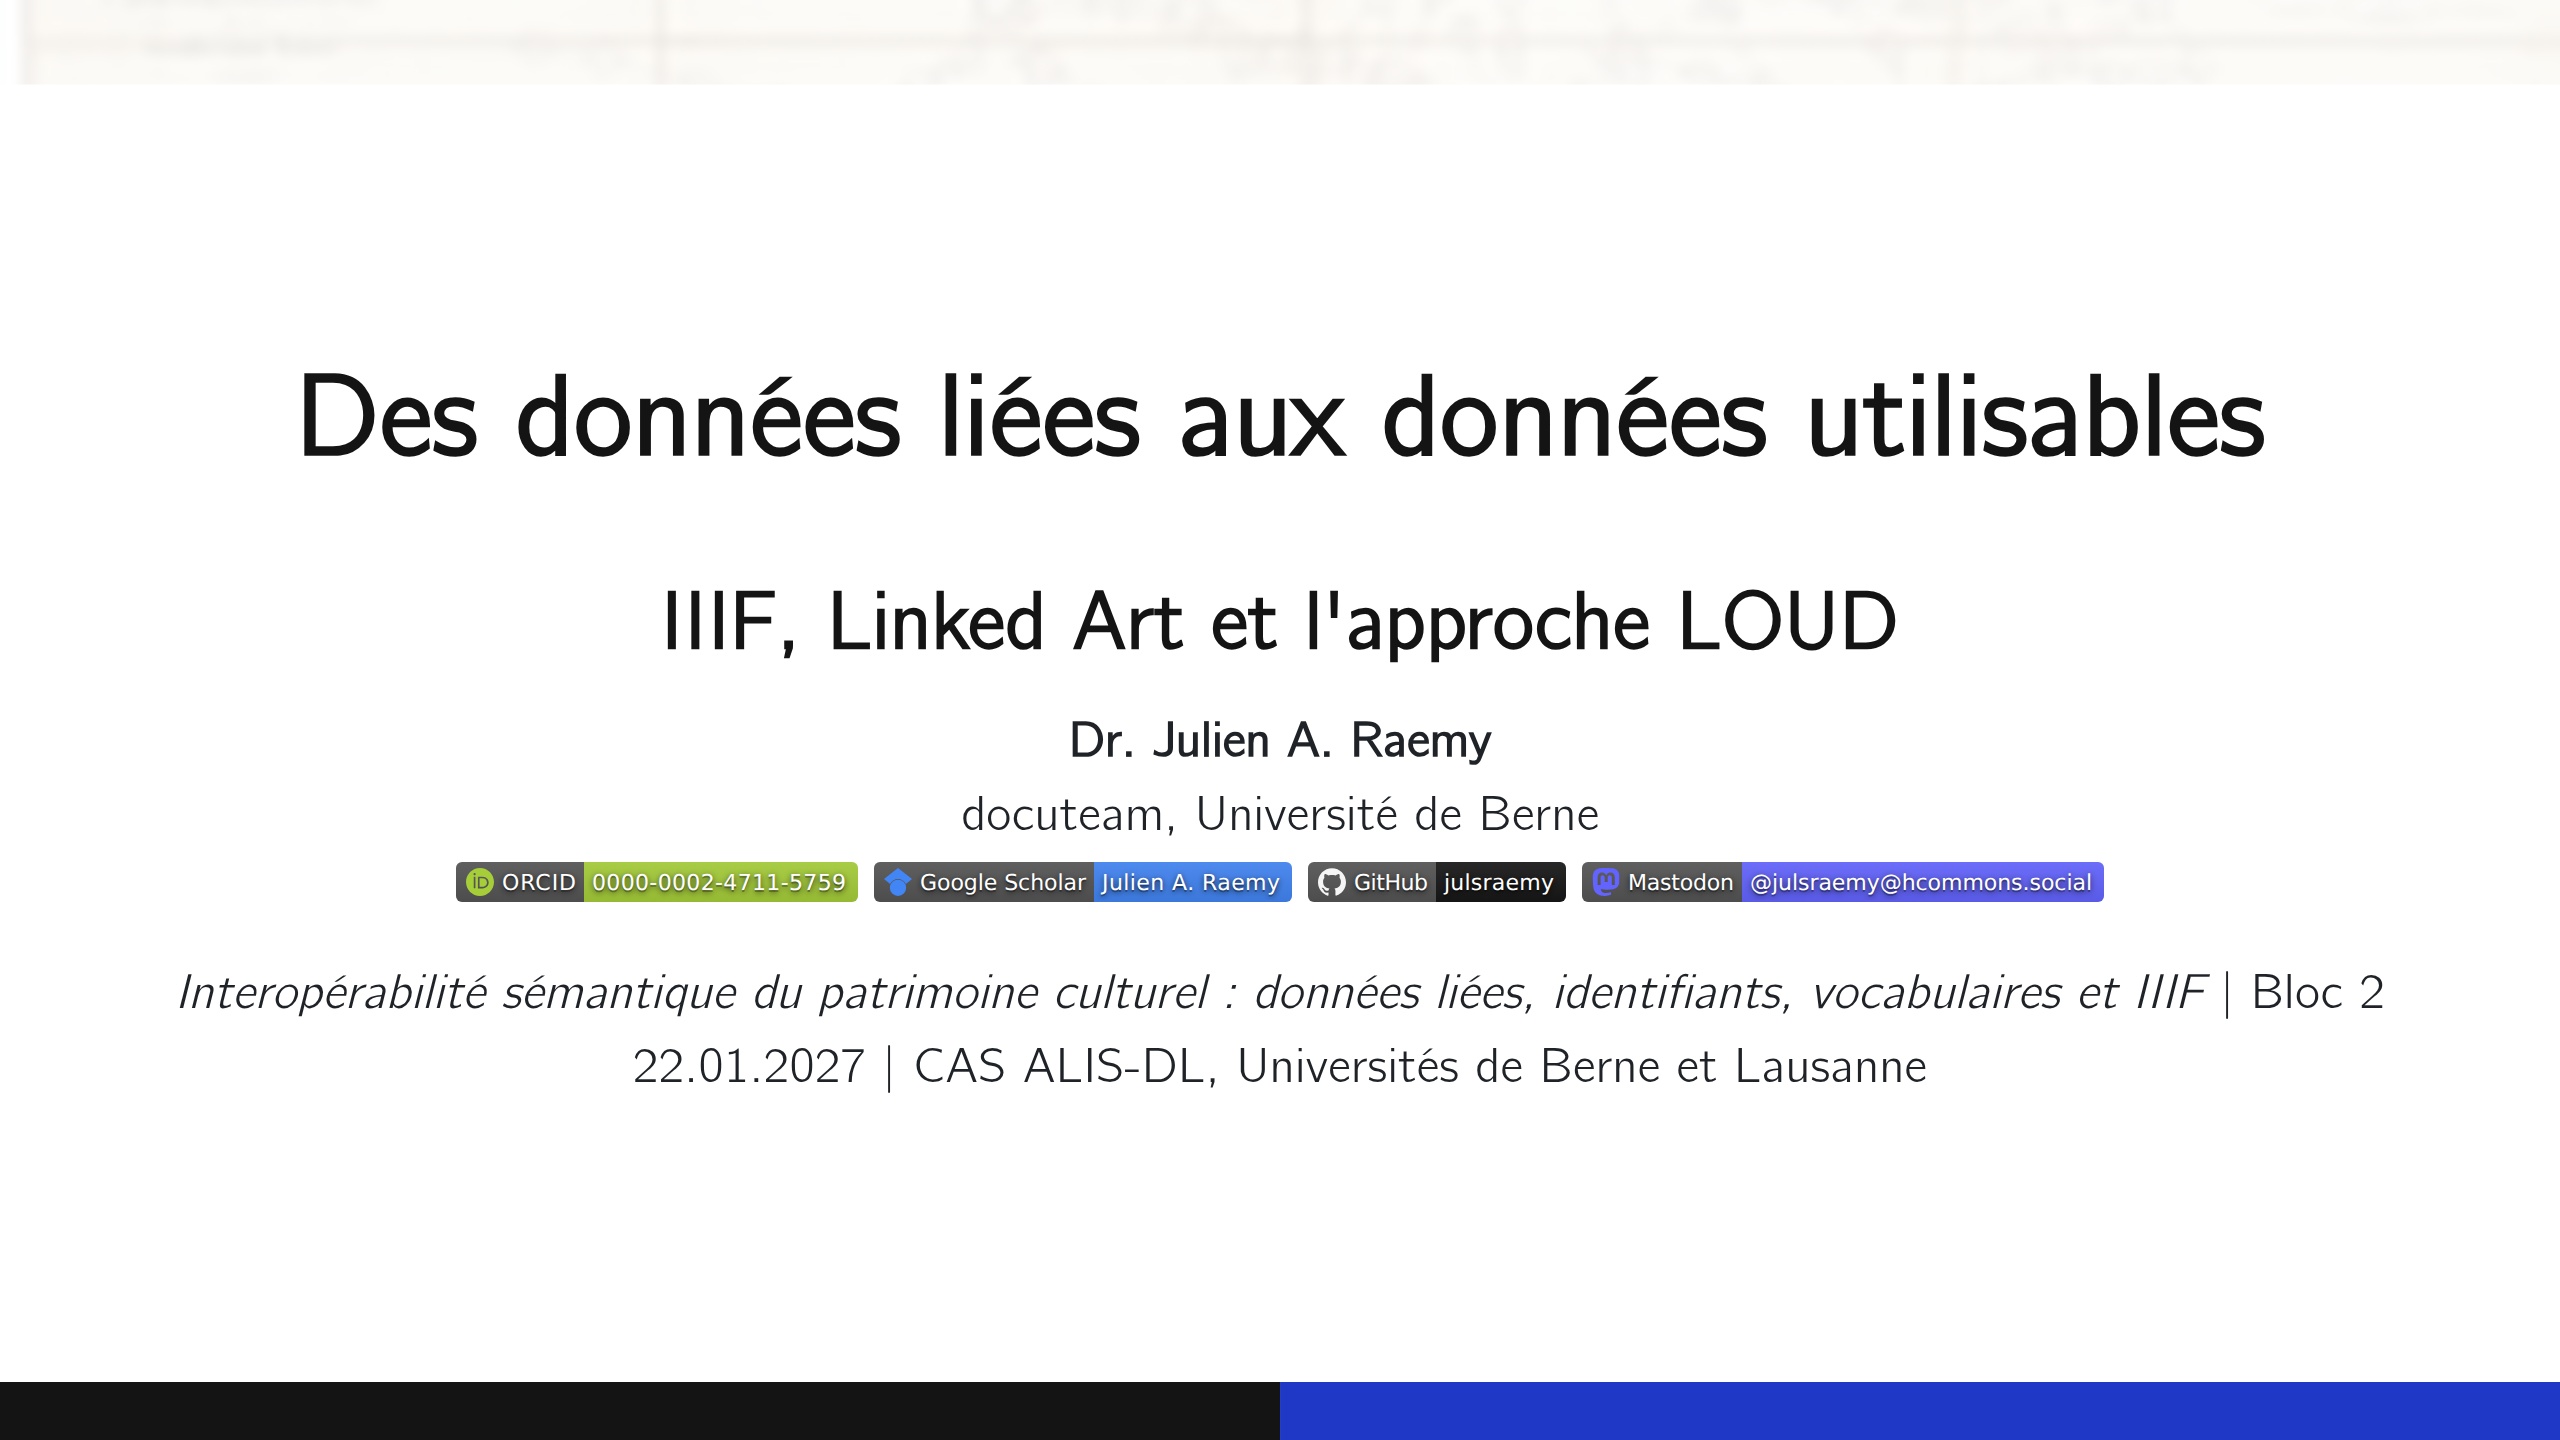 Des données liées aux données utilisables
IIIF, Linked Art et l'approche LOUD
Dr. Julien A. Raemy
docuteam, Université de Berne
ORCID 0000-0002-4711-5759 Google Scholar Julien A. Raemy GitHub julsraemy Mastodon @julsraemy@hcommons.social
Interopérabilité sémantique du patrimoine culturel : données liées, identifiants, vocabulaires et IIIF | Bloc 2
22.01.2027 | CAS ALIS-DL, Universités de Berne et Lausanne